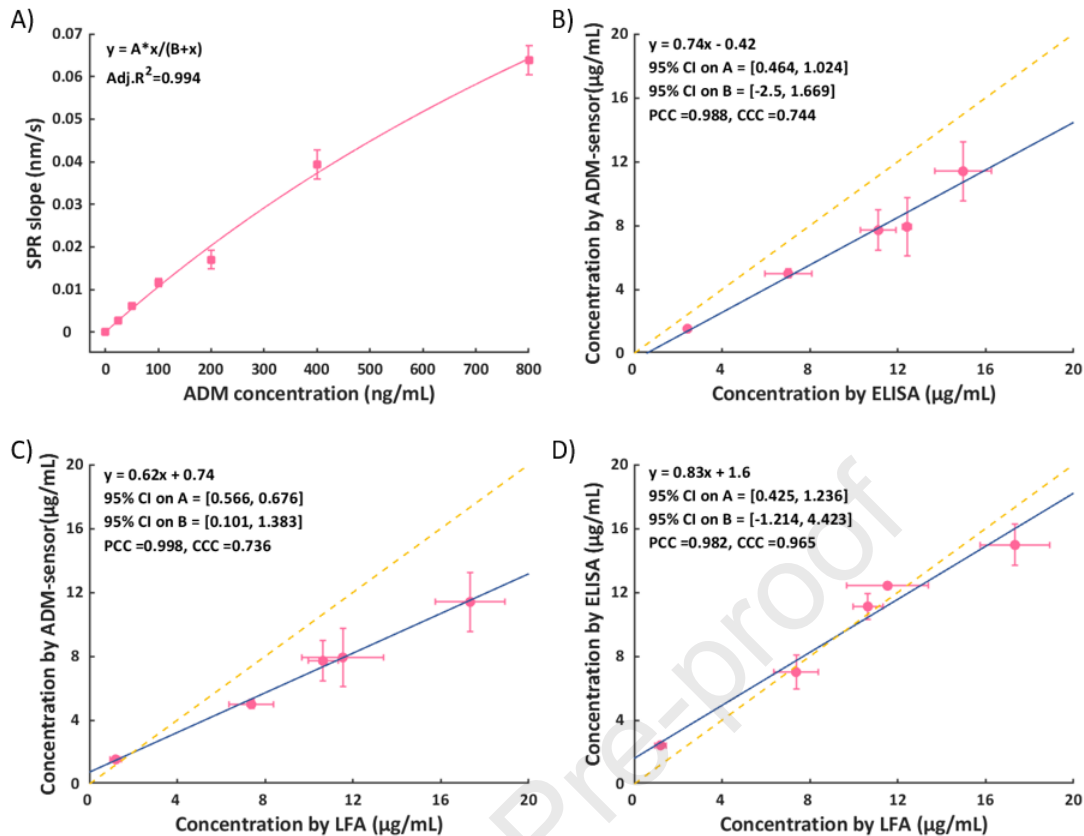 A)
y = A*x/(B+x)
Adj.R²=0.994
0.07
0.06
0.05
0.04
0.03
0.02
0.01
0
SPR slope (nm/s)
0 100 200 300 400 500 600 700 800
ADM concentration (ng/mL)
B)
y = 0.74x - 0.42
95% CI on A = [0.464, 1.024]
95% CI on B = [-2.5, 1.669]
PCC =0.988, CCC =0.744
20
16
12
8
4
0
Concentration by ADM-sensor(µg/mL)
0 4 8 12 16 20
Concentration by ELISA (µg/mL)
C)
y = 0.62x + 0.74
95% CI on A = [0.566, 0.676]
95% CI on B = [0.101, 1.383]
PCC =0.998, CCC =0.736
20
16
12
8
4
0
Concentration by ADM-sensor(µg/mL)
0 4 8 12 16 20
Concentration by LFA (µg/mL)
D)
y = 0.83x + 1.6
95% CI on A = [0.425, 1.236]
95% CI on B = [-1.214, 4.423]
PCC =0.982, CCC =0.965
20
16
12
8
4
0
Concentration by ELISA (µg/mL)
0 4 8 12 16 20
Concentration by LFA (µg/mL)
Pre-proof